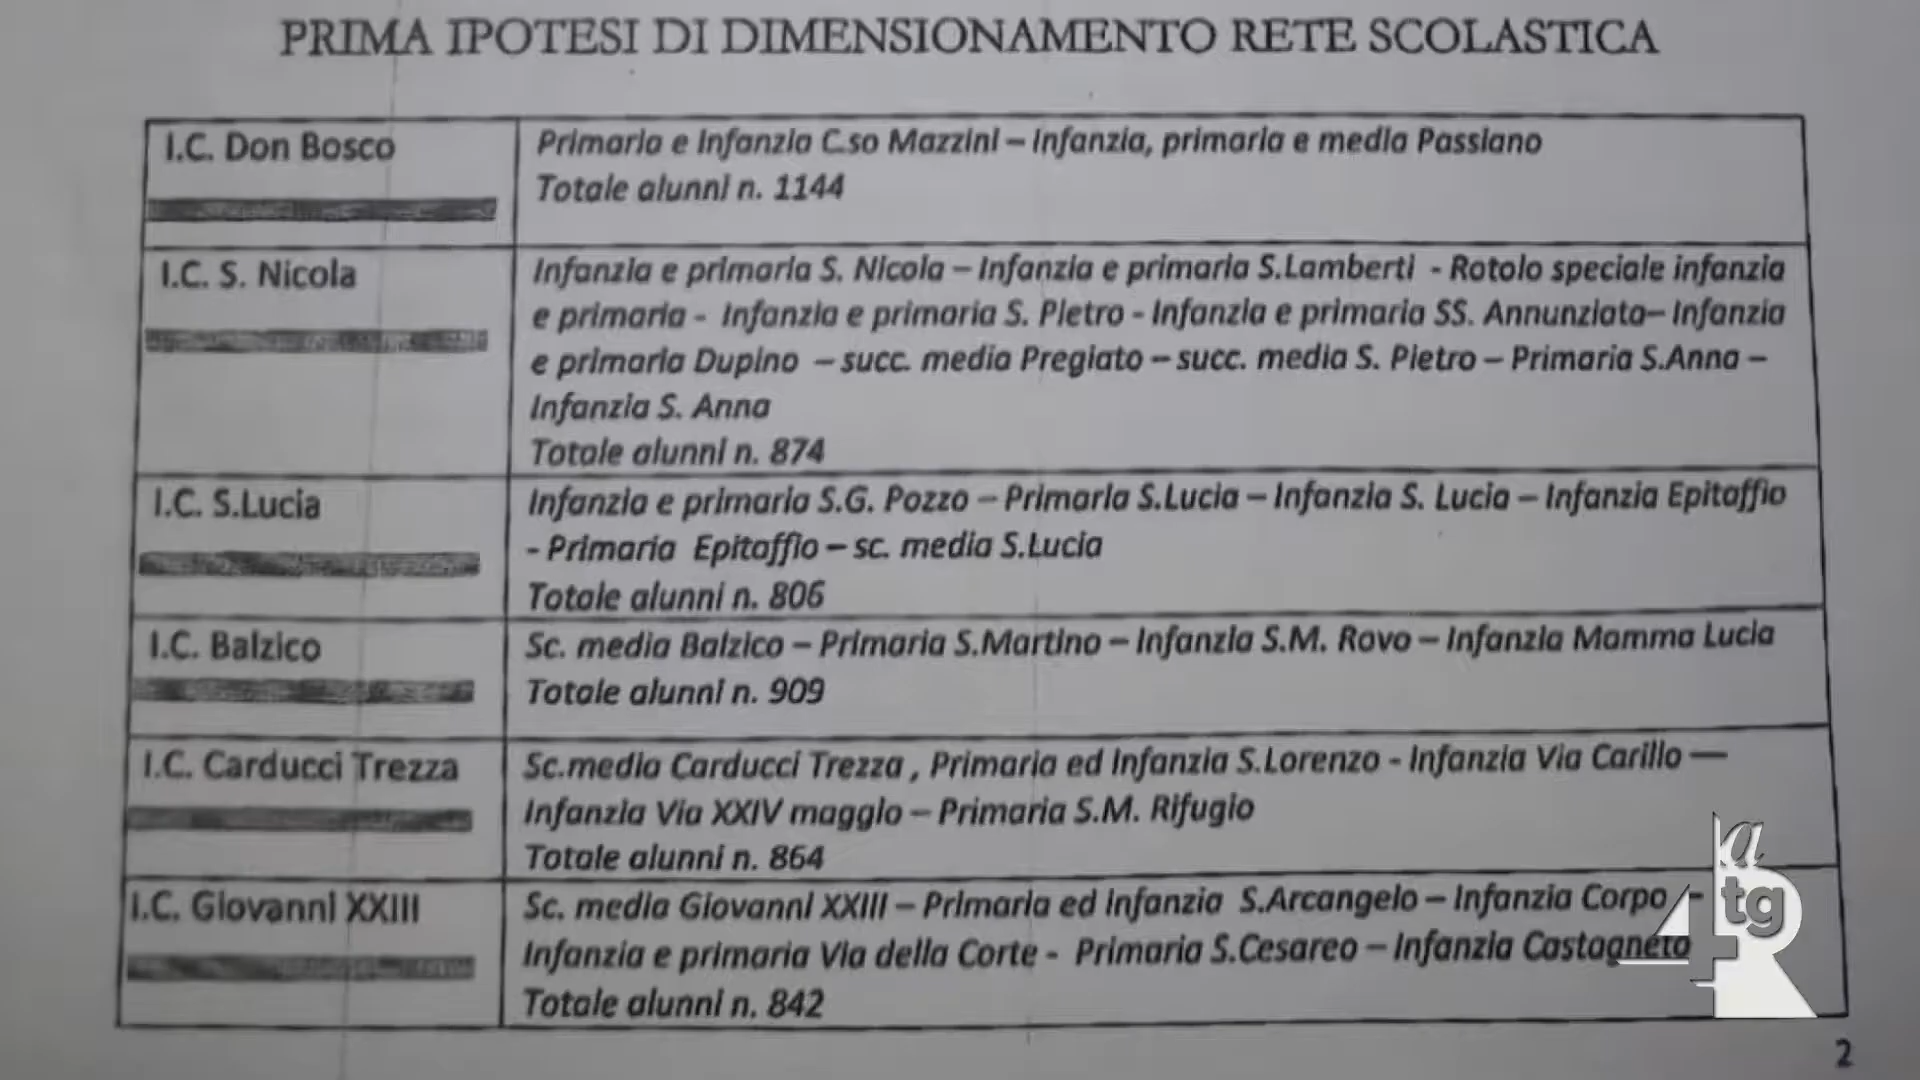 PRIMA IPOTESI DI DIMENSIONAMENTO RETE SCOLASTICA
I.C. Don Bosco
Primaria e Infanzia C.so Mazzini – Infanzia, primaria e media Passiano
Totale alunni n. 1144
I.C. S. Nicola
Infanzia e primaria S. Nicola – Infanzia e primaria S.Lamberti - Rotolo speciale infanzia
e primaria - Infanzia e primaria S. Pietro - Infanzia e primaria SS. Annunziata– Infanzia
e primaria Dupino – succ. media Pregiato – succ. media S. Pietro – Primaria S.Anna –
Infanzia S. Anna
Totale alunni n. 874
I.C. S.Lucia
Infanzia e primaria S.G. Pozzo – Primaria S.Lucia – Infanzia S. Lucia – Infanzia Epitaffio
- Primaria Epitaffio – sc. media S.Lucia
Totale alunni n. 806
I.C. Balzico
Sc. media Balzico – Primaria S.Martino – Infanzia S.M. Rovo – Infanzia Mamma Lucia
Totale alunni n. 909
I.C. Carducci Trezza
Sc.media Carducci Trezza , Primaria ed Infanzia S.Lorenzo - Infanzia Via Carillo —
Infanzia Via XXIV maggio – Primaria S.M. Rifugio
Totale alunni n. 864
I.C. Giovanni XXIII
Sc. media Giovanni XXIII – Primaria ed Infanzia S.Arcangelo – Infanzia Corpo –
Infanzia e primaria Via della Corte - Primaria S.Cesareo – Infanzia Castagneto
Totale alunni n. 842
a
tg
4R
2